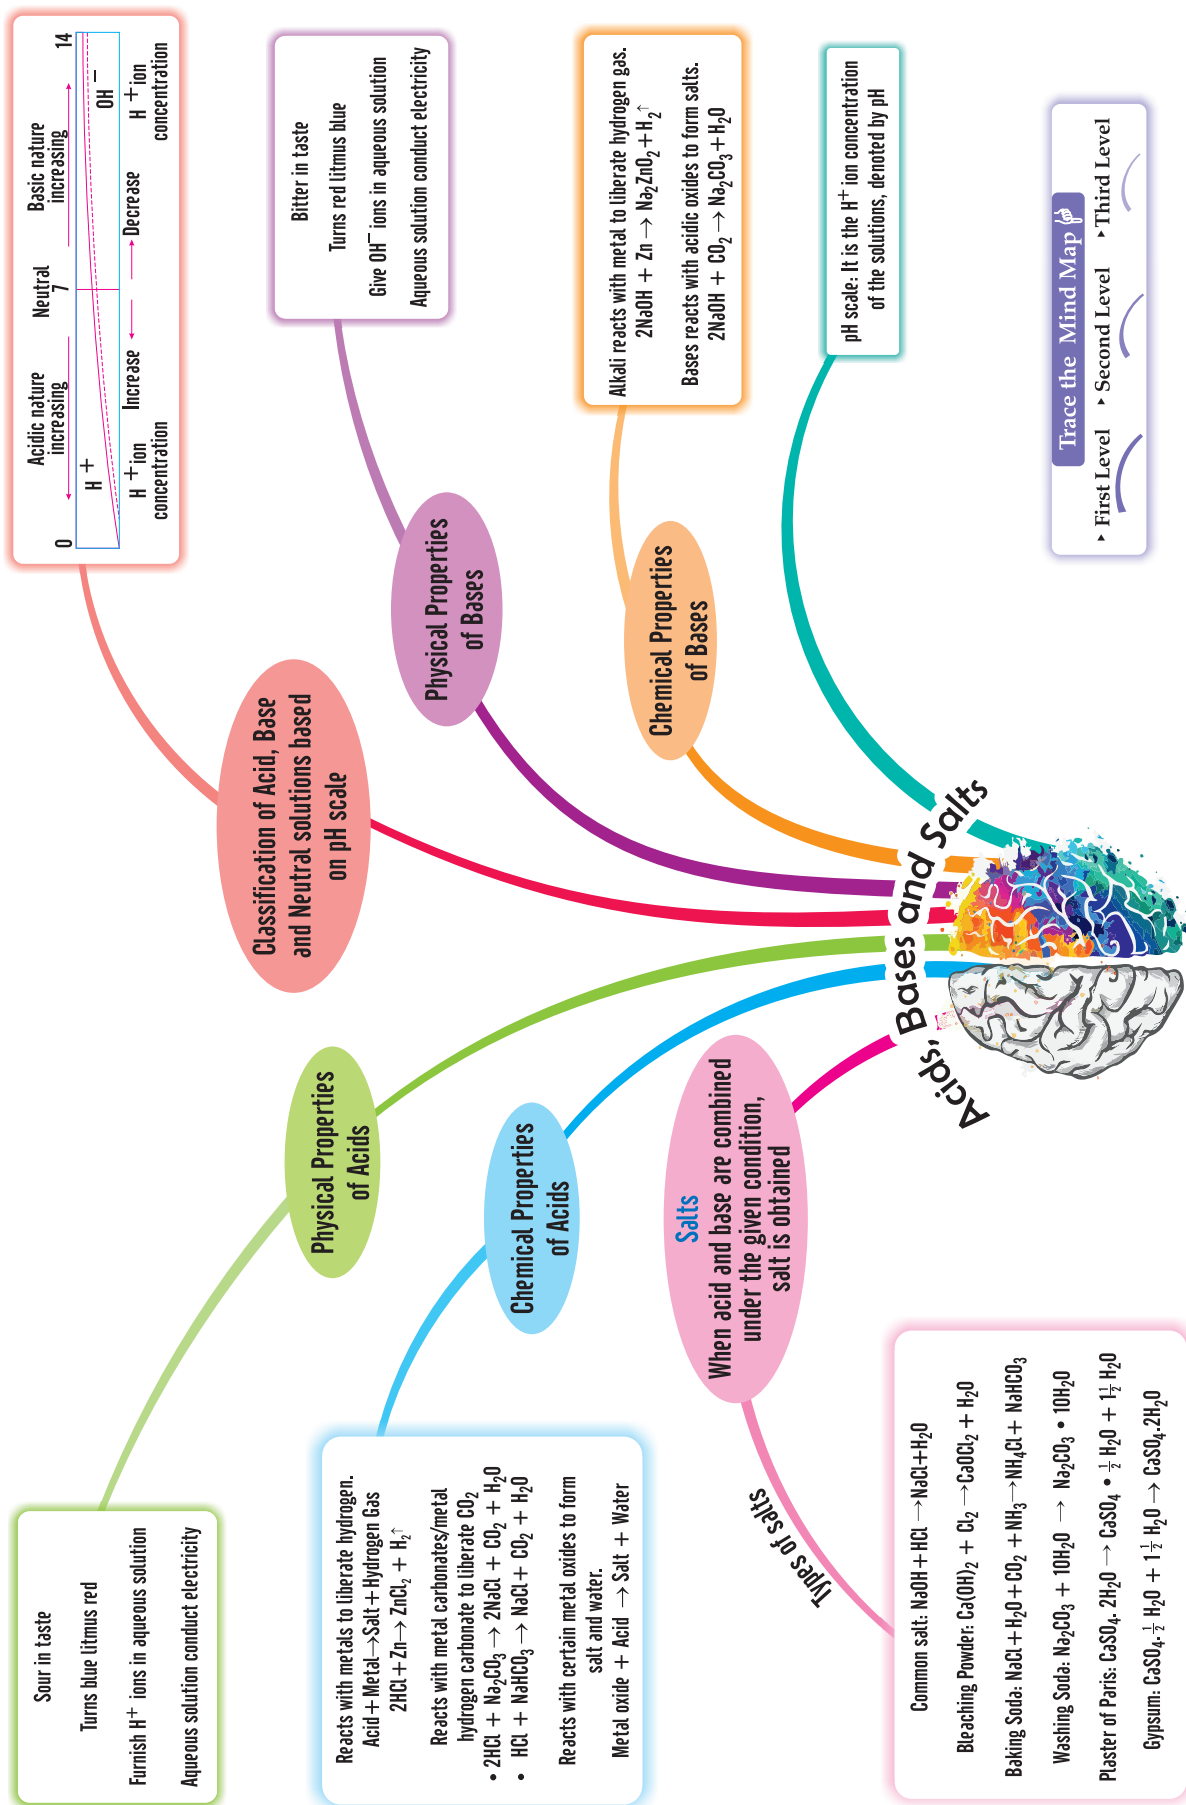 Acids, Bases and Salts
Sour in taste
Turns blue litmus red
Furnish H⁺ ions in aqueous solution
Aqueous solution conduct electricity
Physical Properties
of Acids
Reacts with metals to liberate hydrogen.
Acid+Metal→Salt+Hydrogen Gas
2HCl+Zn→ ZnCl₂ + H₂↑
Reacts with metal carbonates/metal
hydrogen carbonate to liberate CO₂
• 2HCl + Na₂CO₃ → 2NaCl + CO₂ + H₂O
• HCl + NaHCO₃ → NaCl+ CO₂ + H₂O
Reacts with certain metal oxides to form
salt and water.
Metal oxide + Acid → Salt + Water
Chemical Properties
of Acids
Salts
When acid and base are combined
under the given condition,
salt is obtained
Types of salts
Common salt: NaOH+HCl →NaCl+H₂O
Bleaching Powder: Ca(OH)₂ + Cl₂ →CaOCl₂ + H₂O
Baking Soda: NaCl+H₂O+CO₂ +NH₃→NH₄Cl + NaHCO₃
Washing Soda: Na₂CO₃ + 10H₂O → Na₂CO₃ • 10H₂O
Plaster of Paris: CaSO₄. 2H₂O → CaSO₄ • ½ H₂O + 1½ H₂O
Gypsum: CaSO₄.½ H₂O + 1½ H₂O → CaSO₄.2H₂O
Classification of Acid, Base
and Neutral solutions based
on pH scale
Acidic nature
increasing
Neutral
Basic nature
increasing
0
7
14
H⁺
OH⁻
Increase
Decrease
H⁺ion
concentration
H⁺ion
concentration
Physical Properties
of Bases
Bitter in taste
Turns red litmus blue
Give OH⁻ ions in aqueous solution
Aqueous solution conduct electricity
Chemical Properties
of Bases
Alkali reacts with metal to liberate hydrogen gas.
2NaOH + Zn → Na₂ZnO₂+H₂↑
Bases reacts with acidic oxides to form salts.
2NaOH + CO₂ → Na₂CO₃+H₂O
pH scale: It is the H⁺ ion concentration
of the solutions, denoted by pH
Trace the Mind Map
First Level
Second Level
Third Level